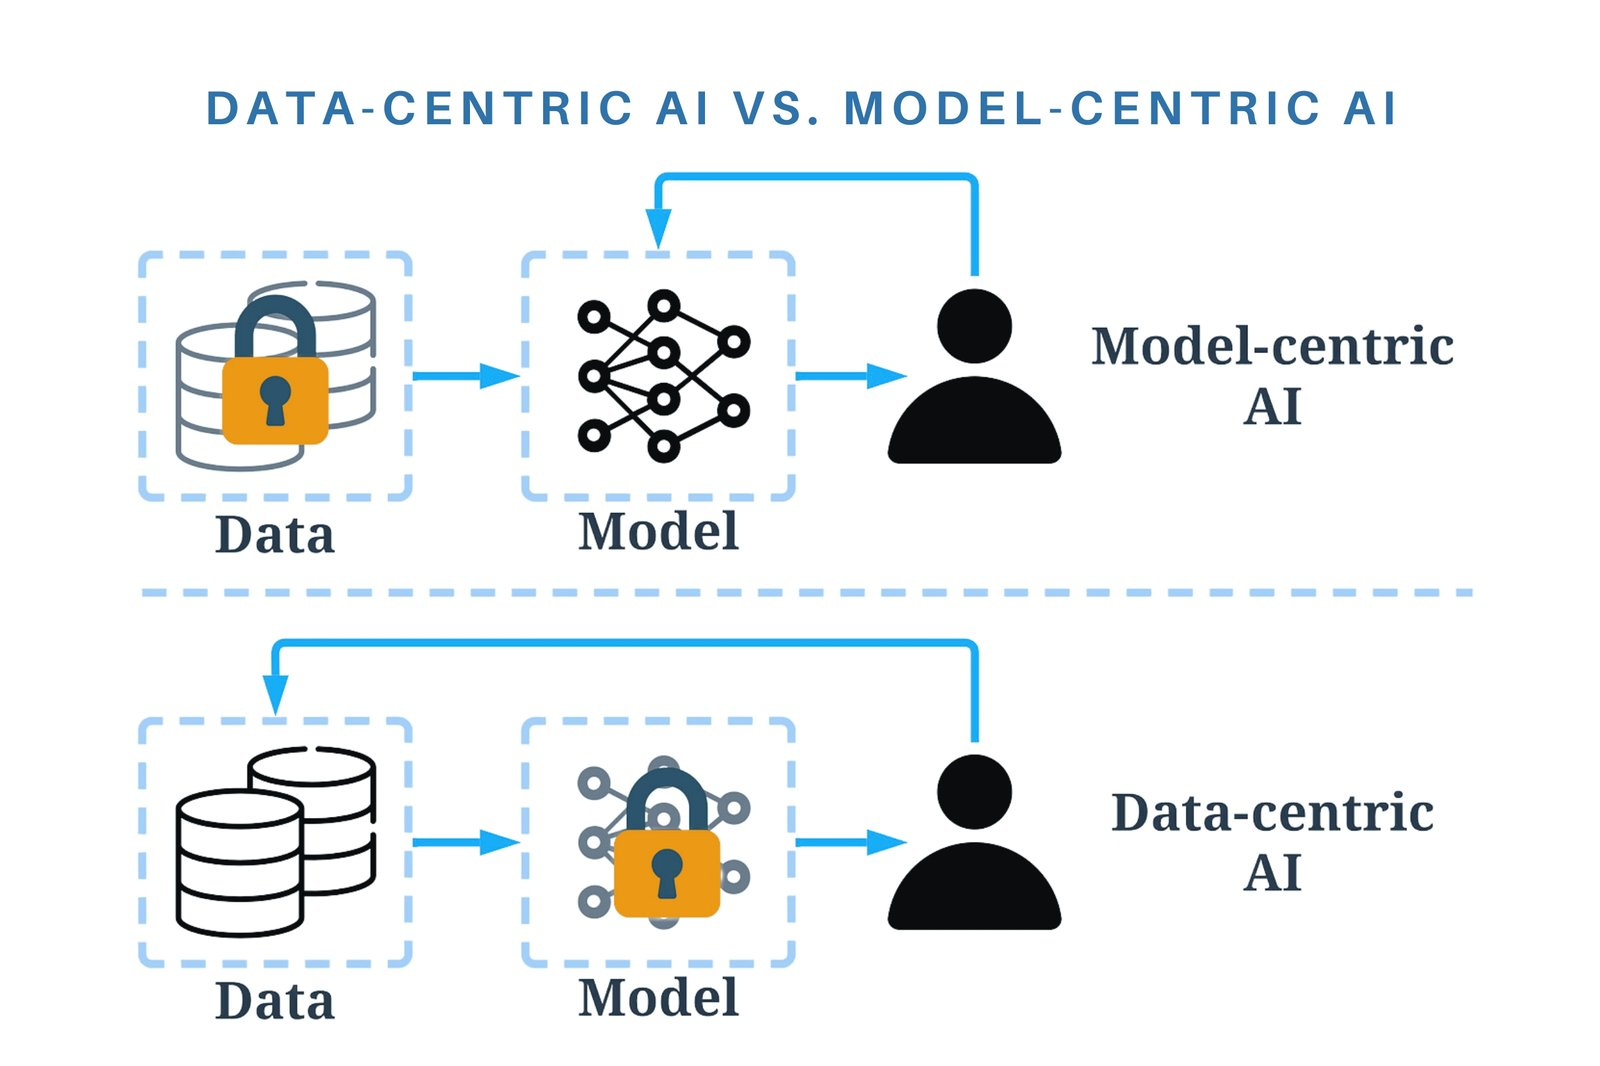 DATA-CENTRIC AI VS. MODEL-CENTRIC AI
Model-centric
AI
Data
Model
Data-centric
AI
Data
Model